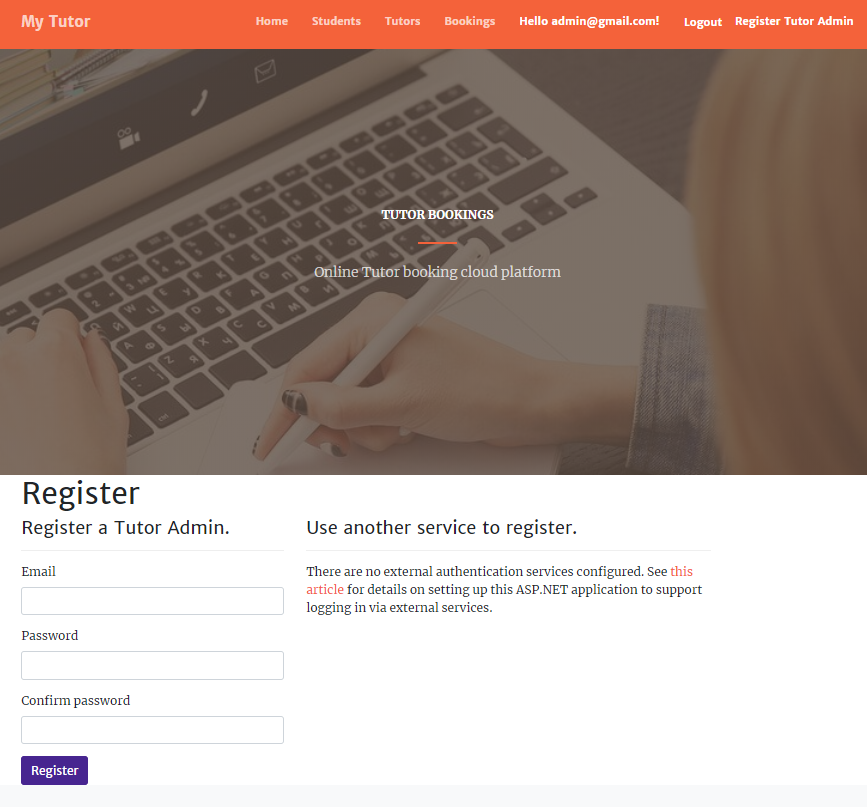 My Tutor
Home Students Tutors Bookings Hello admin@gmail.com! Logout Register Tutor Admin
TUTOR BOOKINGS
Online Tutor booking cloud platform
Register
Register a Tutor Admin.
Email
Password
Confirm password
Register
Use another service to register.
There are no external authentication services configured. See this
article for details on setting up this ASP.NET application to support
logging in via external services.